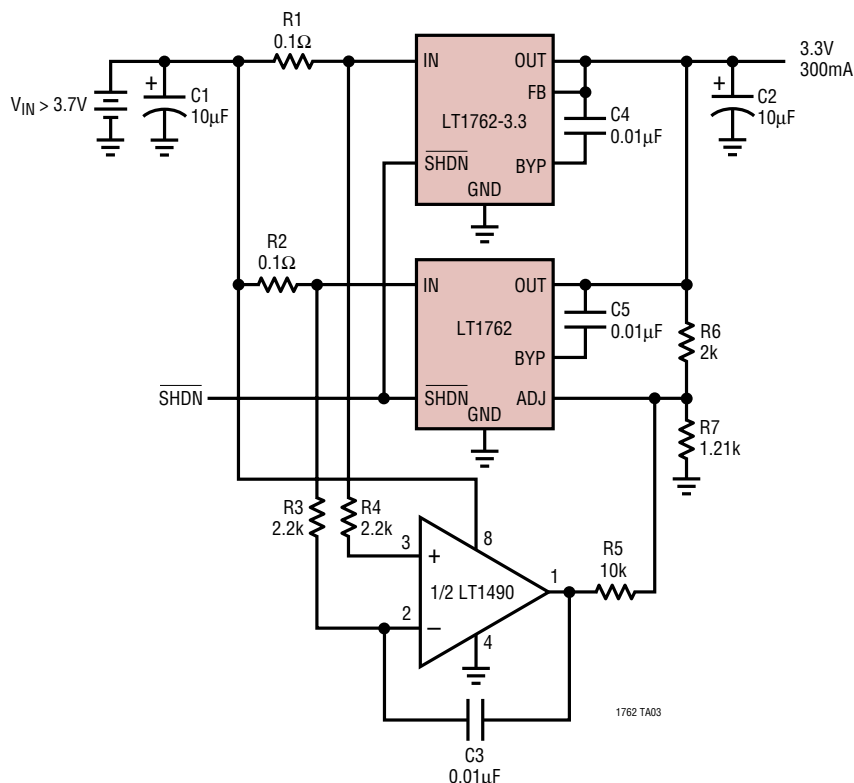 R1
0.1Ω
3.3V
300mA
IN
OUT
FB
C1
10µF
VIN > 3.7V
LT1762-3.3
C4
0.01µF
C2
10µF
SHDN
BYP
GND
R2
0.1Ω
IN
OUT
LT1762
C5
0.01µF
BYP
R6
2k
SHDN
SHDN
ADJ
GND
R7
1.21k
R3
2.2k
R4
2.2k
3
8
+
1/2 LT1490
1
R5
10k
2
–
4
C3
0.01µF
1762 TA03
+
+